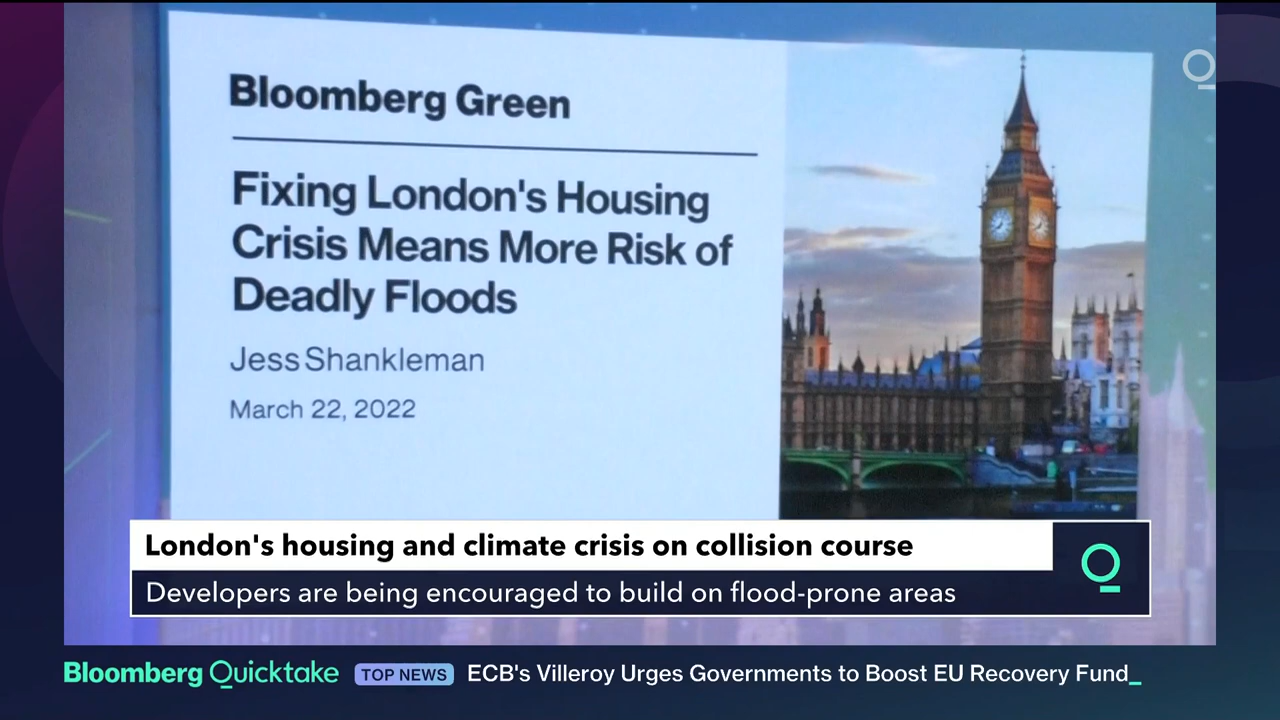 Bloomberg Green
Fixing London's Housing
Crisis Means More Risk of
Deadly Floods
Jess Shankleman
March 22, 2022
London's housing and climate crisis on collision course
Developers are being encouraged to build on flood-prone areas
Bloomberg Quicktake TOP NEWS ECB's Villeroy Urges Governments to Boost EU Recovery Fund_